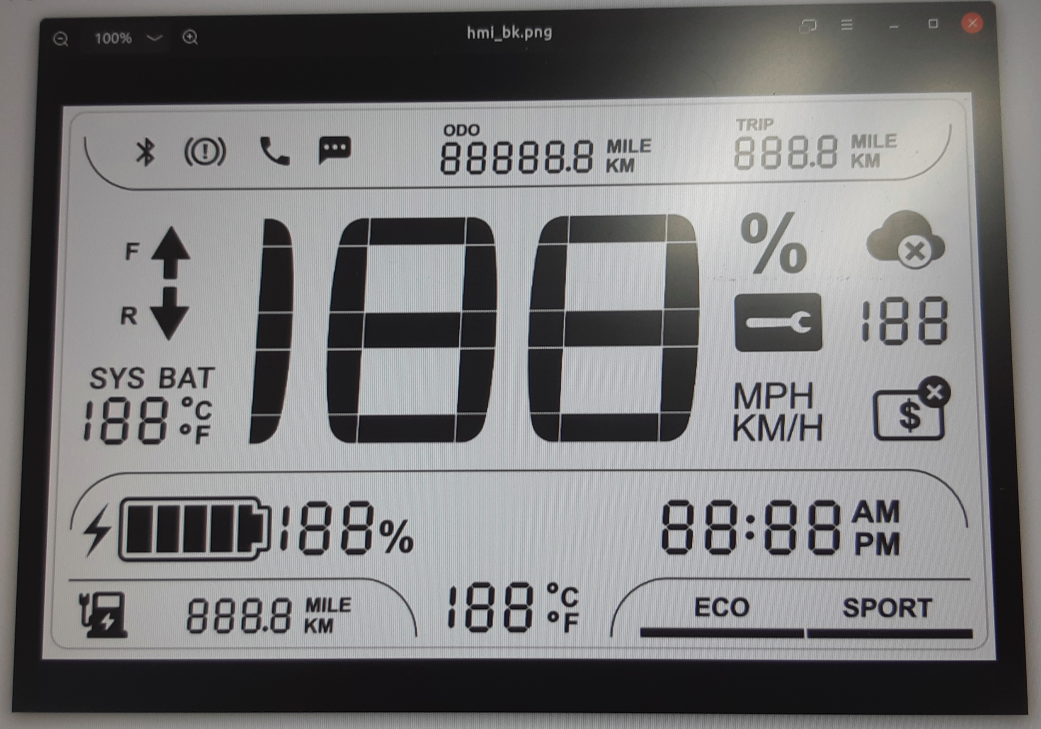 100%
hmi_bk.png
ODO
88888.8 MILE KM
TRIP
888.8 MILE KM
F
R
188
%
188
SYS BAT
188 °C °F
MPH
KM/H
$
188%
88:88 AM PM
888.8 MILE KM
188 °C °F
ECO SPORT